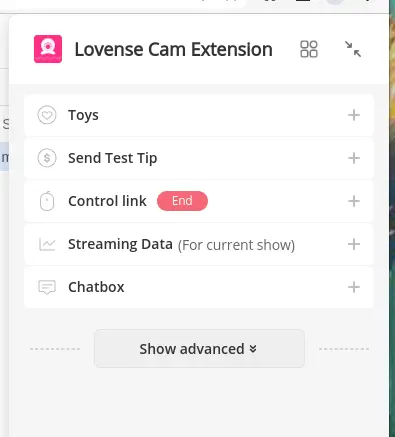 Lovense Cam Extension
Toys
Send Test Tip
Control link End
Streaming Data (For current show)
Chatbox
Show advanced